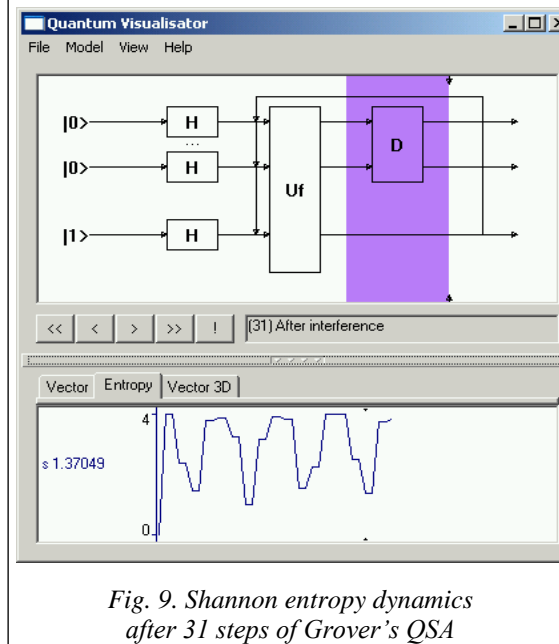 Quantum Visualisator
File Model View Help
|0> H
...
|0> H
D
Uf
|1> H
<< < > >> ! (31) After interference
Vector Entropy Vector 3D
4
s 1.37049
0
Fig. 9. Shannon entropy dynamics
after 31 steps of Grover's QSA